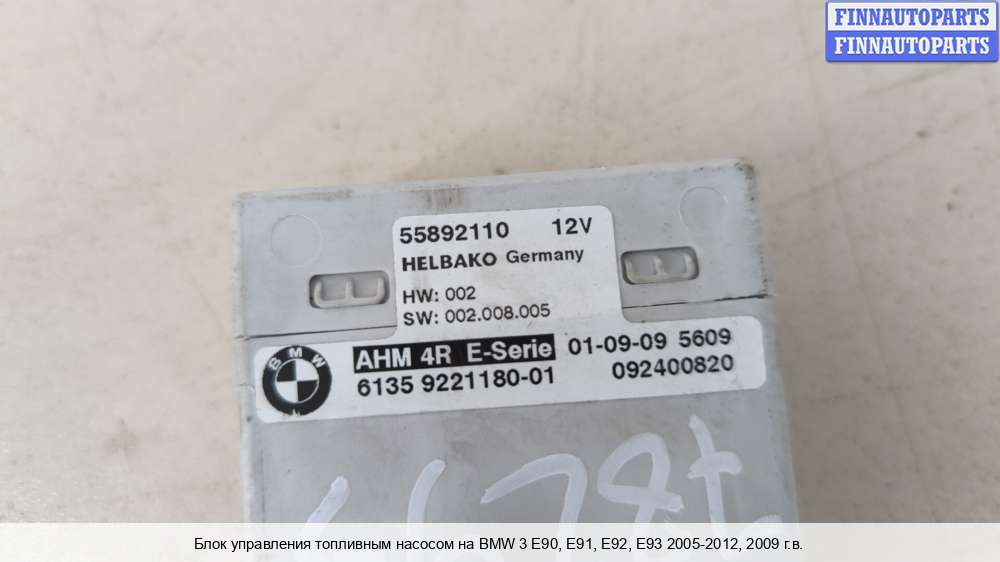 FINNAUTOPARTS
FINNAUTOPARTS
55892110 12V
HELBAKO Germany
HW: 002
SW: 002.008.005
BMW
AHM 4R E-Serie 01-09-09 5609
6135 9221180-01 092400820
Блок управления топливным насосом на BMW 3 E90, E91, E92, E93 2005-2012, 2009 г.в.